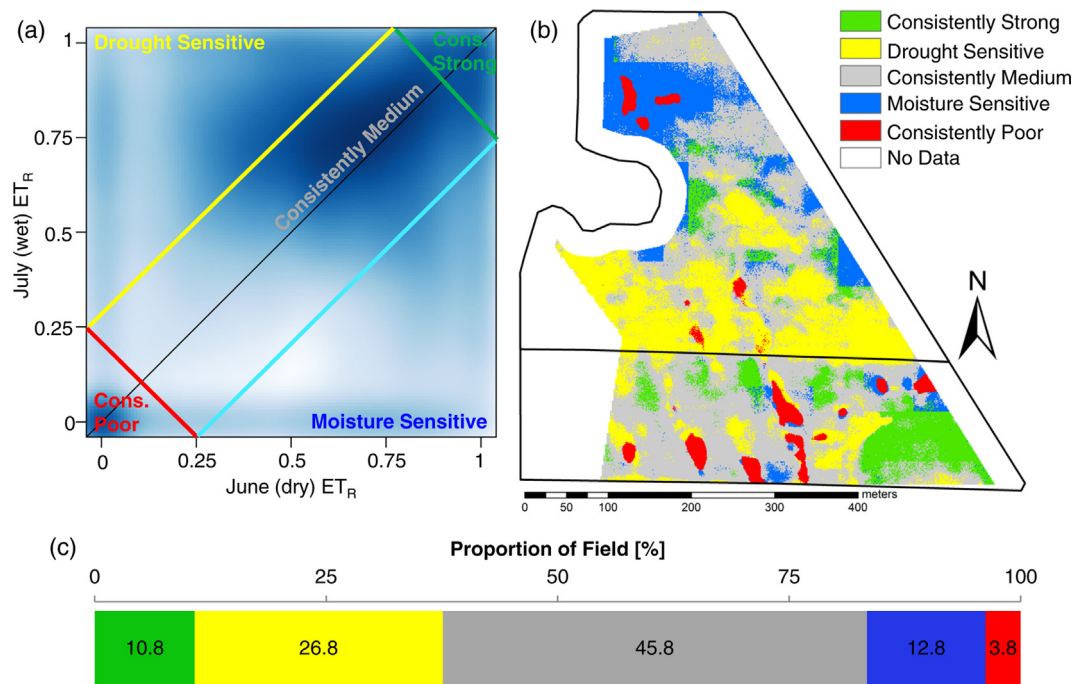 (a)
Drought Sensitive
Cons.
Strong
Consistently Medium
Cons.
Poor
Moisture Sensitive
1
0.75
0.5
0.25
0
July (wet) ET_R
0
0.25
0.5
0.75
1
June (dry) ET_R
(b)
Consistently Strong
Drought Sensitive
Consistently Medium
Moisture Sensitive
Consistently Poor
No Data
N
meters
0 50 100 200 300 400
(c)
Proportion of Field [%]
0 25 50 75 100
10.8 26.8 45.8 12.8 3.8